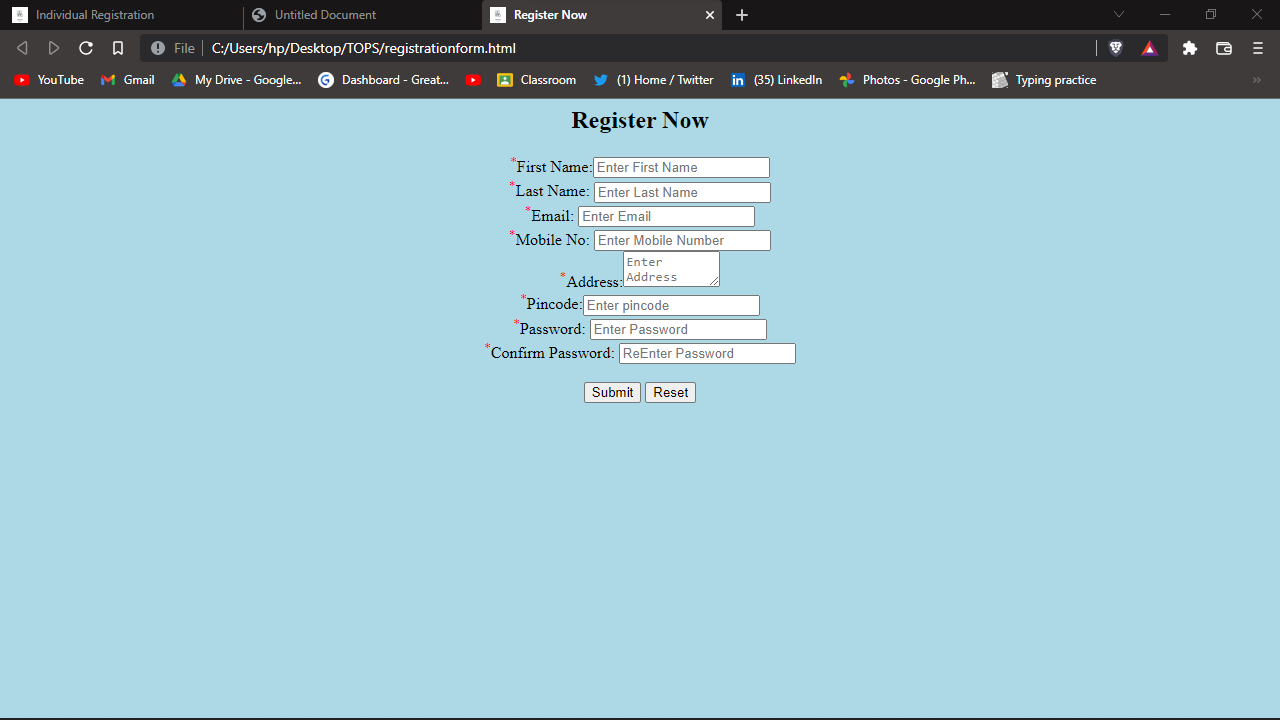 Individual Registration Untitled Document Register Now
File C:/Users/hp/Desktop/TOPS/registrationform.html
YouTube Gmail My Drive - Google... Dashboard - Great... Classroom (1) Home / Twitter (35) LinkedIn Photos - Google Ph... Typing practice »
Register Now
*First Name: Enter First Name
*Last Name: Enter Last Name
*Email: Enter Email
*Mobile No: Enter Mobile Number
*Address: Enter
Address
*Pincode: Enter pincode
*Password: Enter Password
*Confirm Password: ReEnter Password
Submit Reset